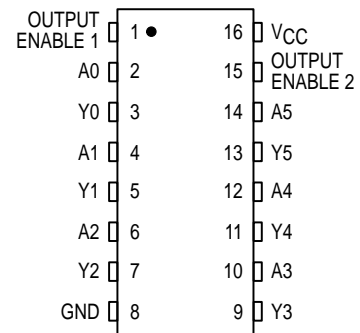 OUTPUT
ENABLE 1 1 16 VCC
A0 2 15 OUTPUT
ENABLE 2
Y0 3 14 A5
A1 4 13 Y5
Y1 5 12 A4
A2 6 11 Y4
Y2 7 10 A3
GND 8 9 Y3